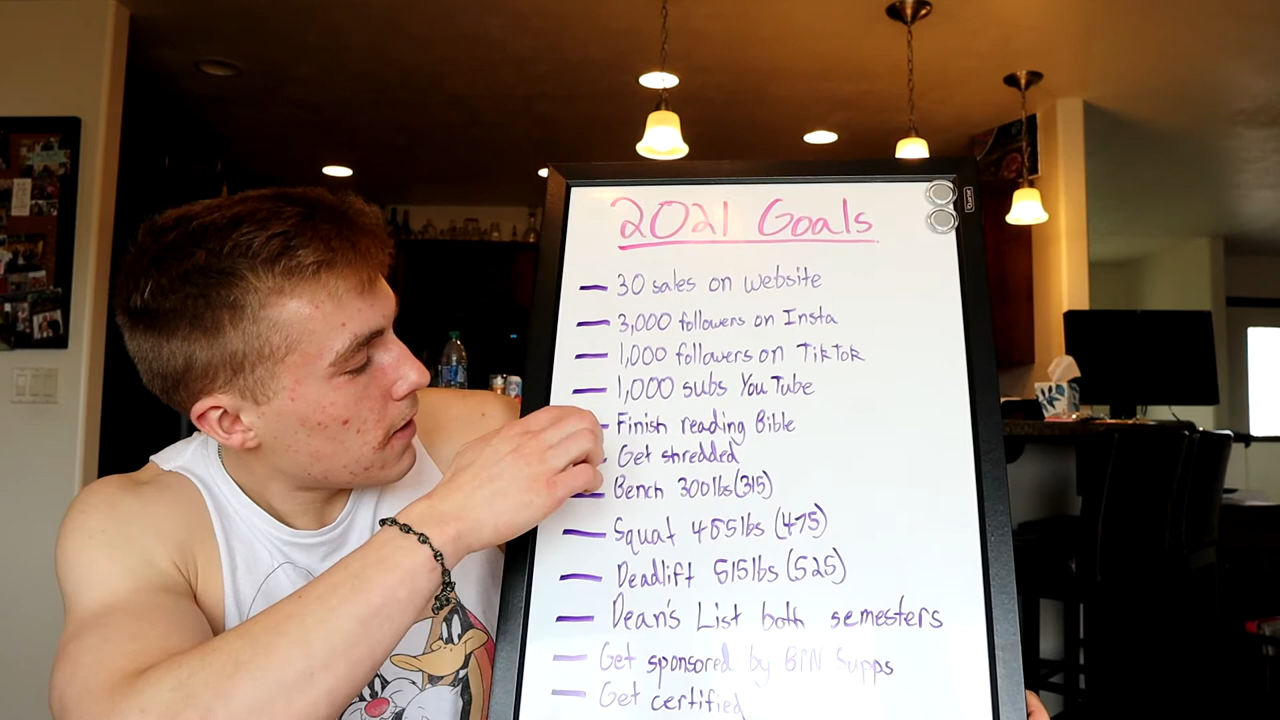 2021 Goals
— 30 sales on website
— 3,000 followers on Insta
— 1,000 followers on TikTok
— 1,000 subs YouTube
- Finish reading Bible
- Get shredded
— Bench 300lbs (315)
— Squat 455lbs (475)
— Deadlift 515lbs (525)
— Dean's List both semesters
— Get sponsored by BPN Supps
— Get certified